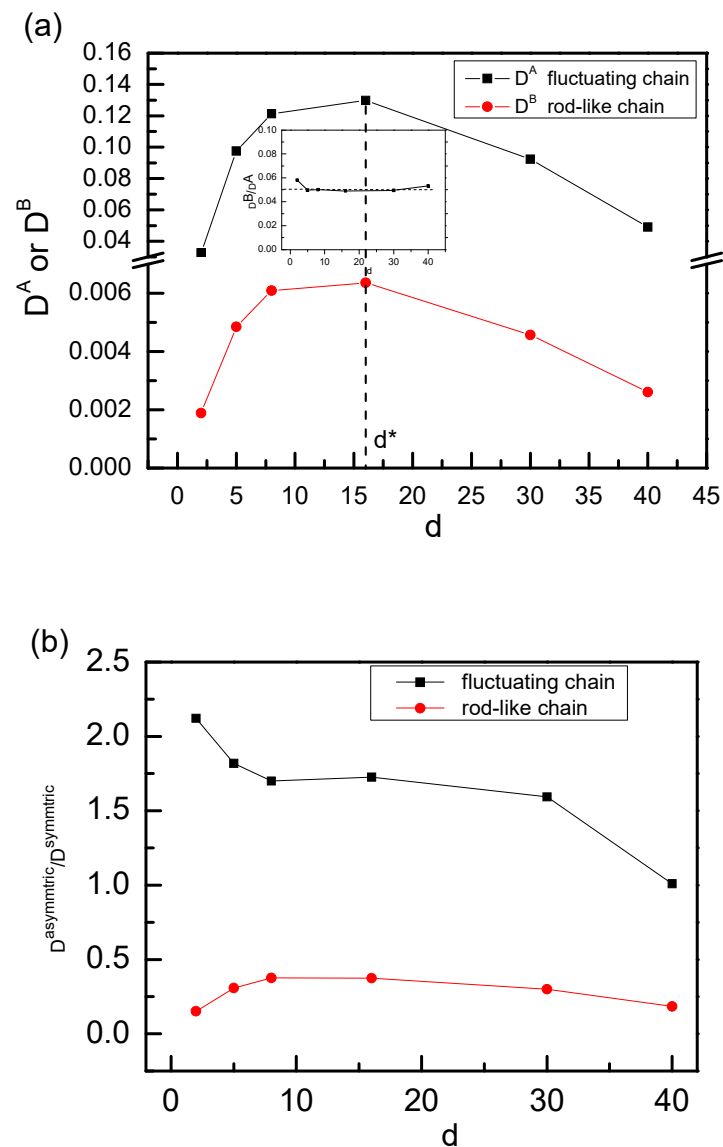 (a)
0.16
0.14
0.12
0.10
0.08
0.06
0.04
0.006
0.004
0.002
0.000
D^A or D^B
D^A fluctuating chain
D^B rod-like chain
0.10
0.08
0.06
0.04
0.02
0.00
DB/DA
0 10 20 30 40
d
d*
0 5 10 15 20 25 30 35 40 45
d
(b)
2.5
2.0
1.5
1.0
0.5
0.0
D^asymmtric/D^symmtric
fluctuating chain
rod-like chain
0 10 20 30 40
d